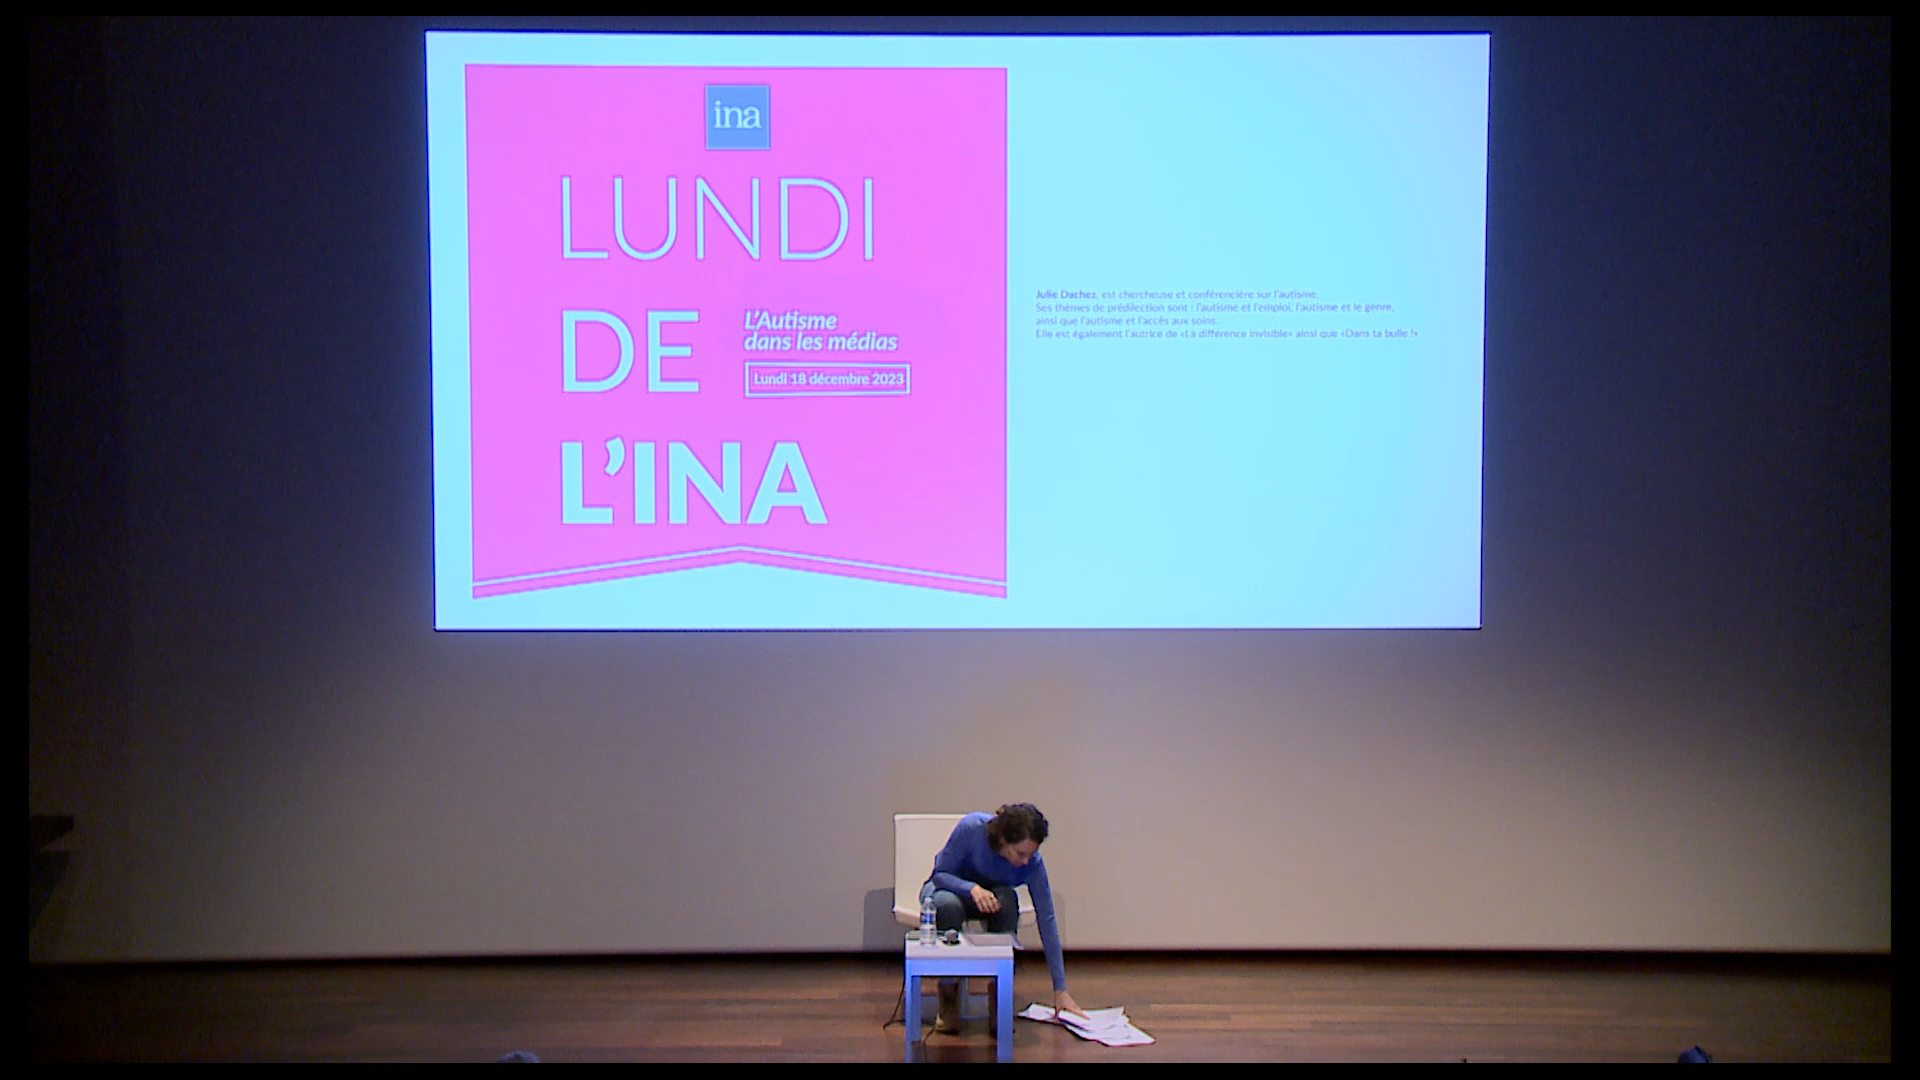 ina
LUNDI
DE
L'Autisme
dans les médias
Lundi 18 décembre 2023
L'INA
Julie Dachez, est chercheuse et conférencière sur l'autisme.
Ses thèmes de prédilection sont : l'autisme et l'emploi, l'autisme et le genre,
ainsi que l'autisme et l'accès aux soins.
Elle est également l'autrice de «La différence invisible» ainsi que «Dans ta bulle !»